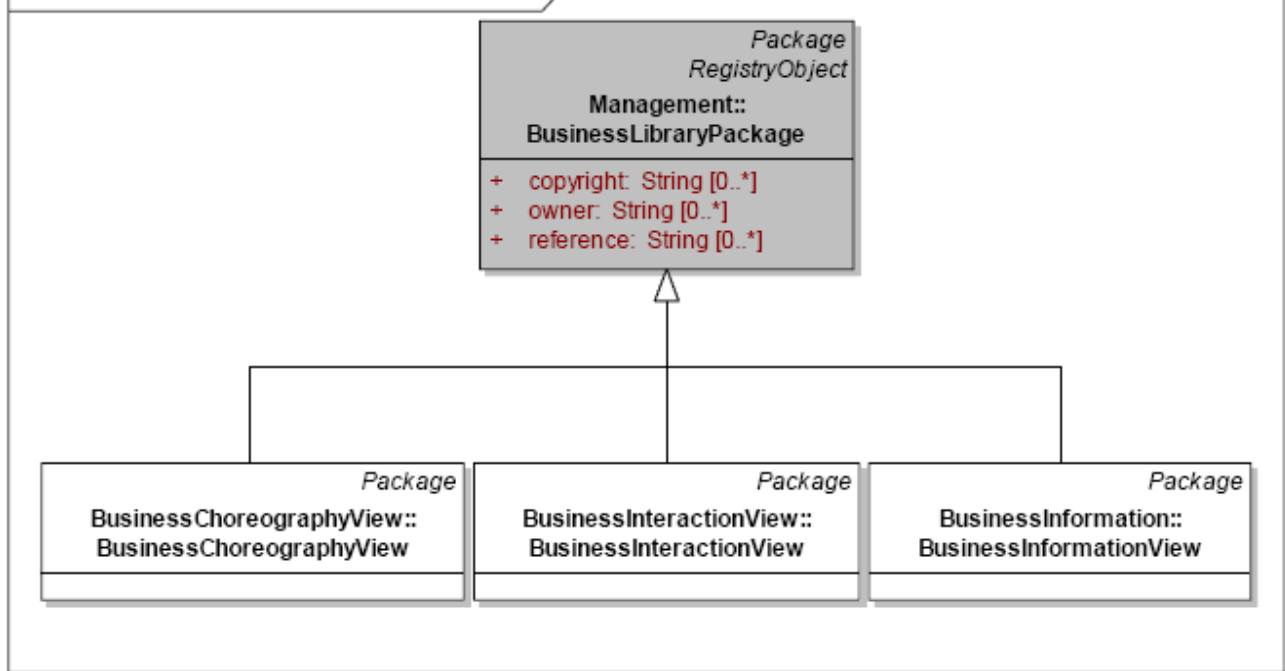 Package
RegistryObject
Management::
BusinessLibraryPackage
+ copyright: String [0..*]
+ owner: String [0..*]
+ reference: String [0..*]
Package
BusinessChoreographyView::
BusinessChoreographyView
Package
BusinessInteractionView::
BusinessInteractionView
Package
BusinessInformation::
BusinessInformationView